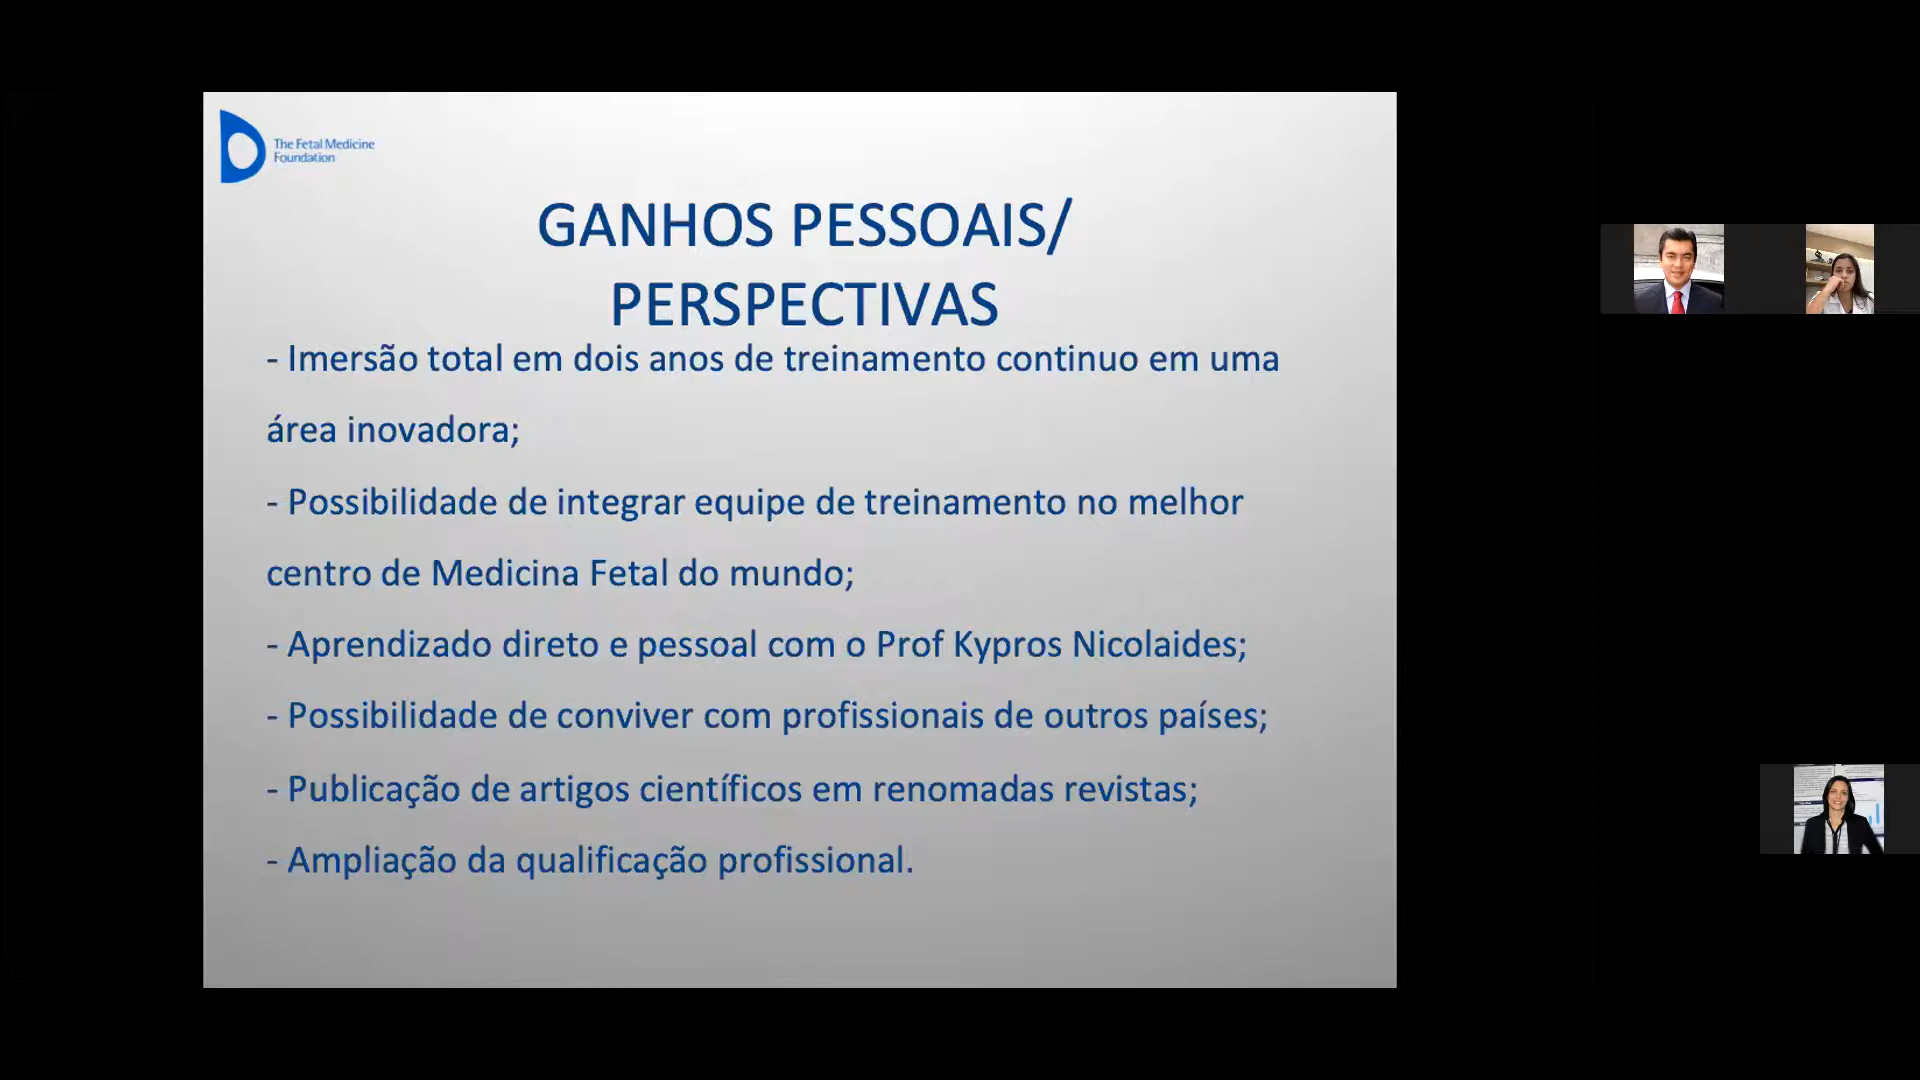 The Fetal Medicine
Foundation
GANHOS PESSOAIS/
PERSPECTIVAS
- Imersão total em dois anos de treinamento continuo em uma
área inovadora;
- Possibilidade de integrar equipe de treinamento no melhor
centro de Medicina Fetal do mundo;
- Aprendizado direto e pessoal com o Prof Kypros Nicolaides;
- Possibilidade de conviver com profissionais de outros países;
- Publicação de artigos científicos em renomadas revistas;
- Ampliação da qualificação profissional.